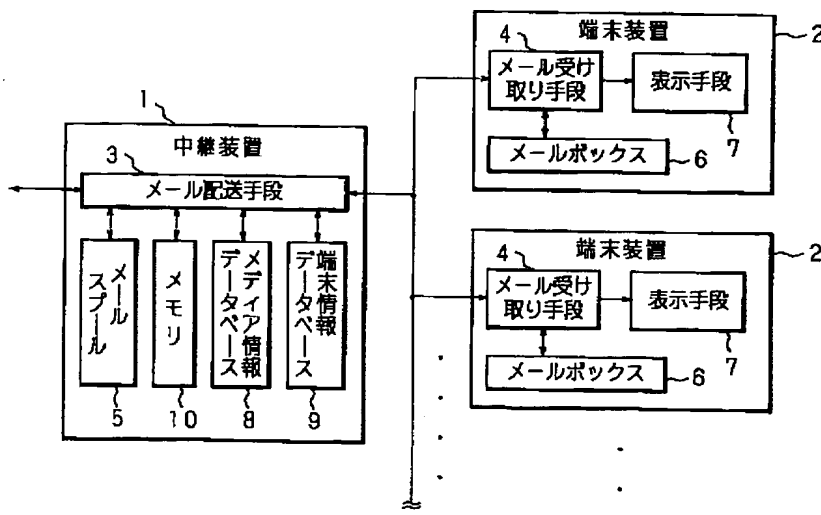 1
中継装置
3
メール配送手段
メール
スプール
メモリ
メディア情報
データベース
端末情報
データベース
5
10
8
9
端末装置
2
4
メール受け
取り手段
表示手段
7
メールボックス
6
端末装置
2
4
メール受け
取り手段
表示手段
7
メールボックス
6